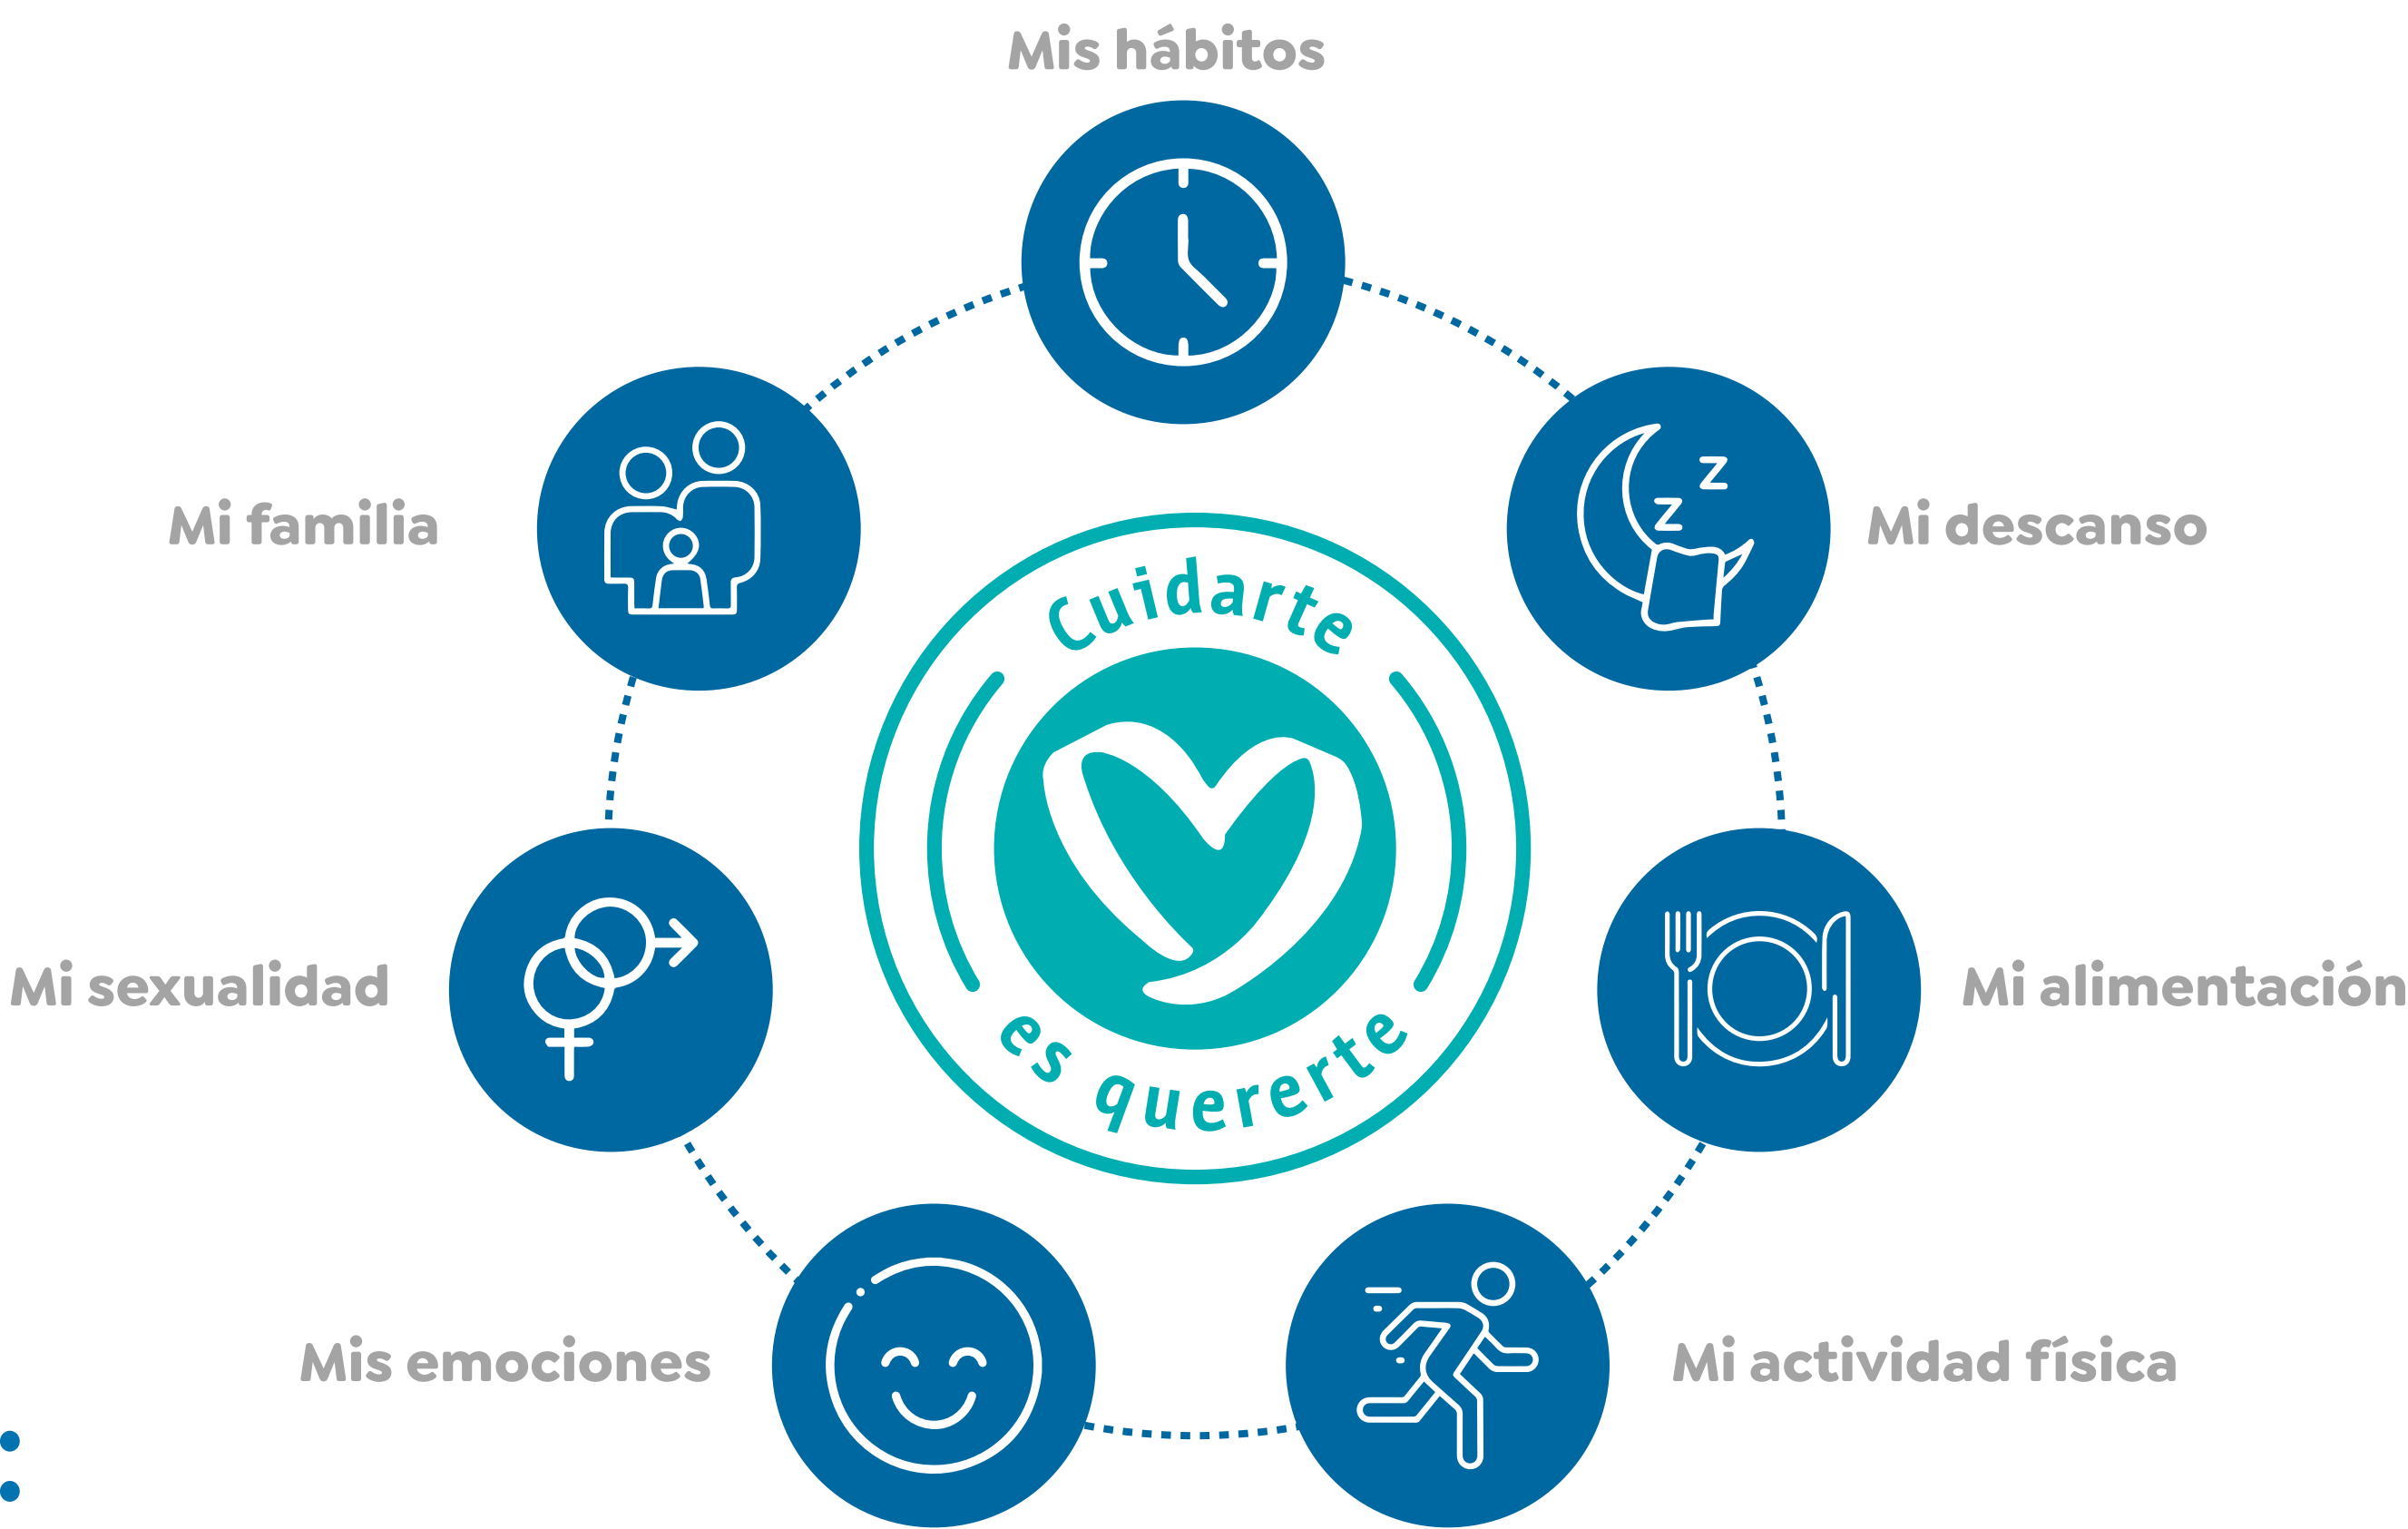 Mis hábitos
Mi familia
Mi descanso
Cuidarte
es quererte
Mi sexualidad
Mi alimentación
Mis emociones
Mi actividad física